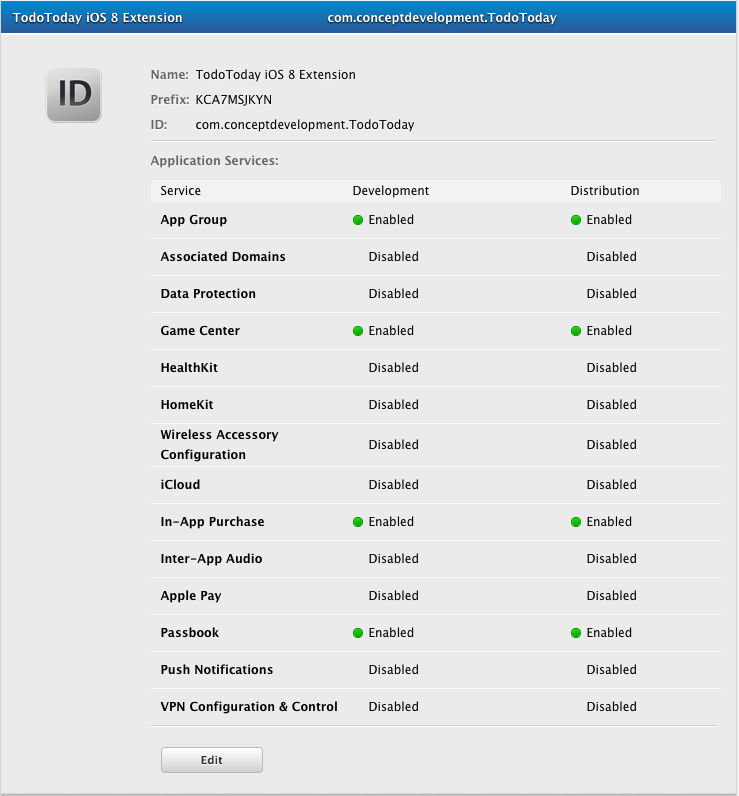 TodoToday iOS 8 Extension com.conceptdevelopment.TodoToday
ID
Name: TodoToday iOS 8 Extension
Prefix: KCA7MSJKYN
ID: com.conceptdevelopment.TodoToday
Application Services:
Service Development Distribution
App Group Enabled Enabled
Associated Domains Disabled Disabled
Data Protection Disabled Disabled
Game Center Enabled Enabled
HealthKit Disabled Disabled
HomeKit Disabled Disabled
Wireless Accessory
Configuration Disabled Disabled
iCloud Disabled Disabled
In-App Purchase Enabled Enabled
Inter-App Audio Disabled Disabled
Apple Pay Disabled Disabled
Passbook Enabled Enabled
Push Notifications Disabled Disabled
VPN Configuration & Control Disabled Disabled
Edit